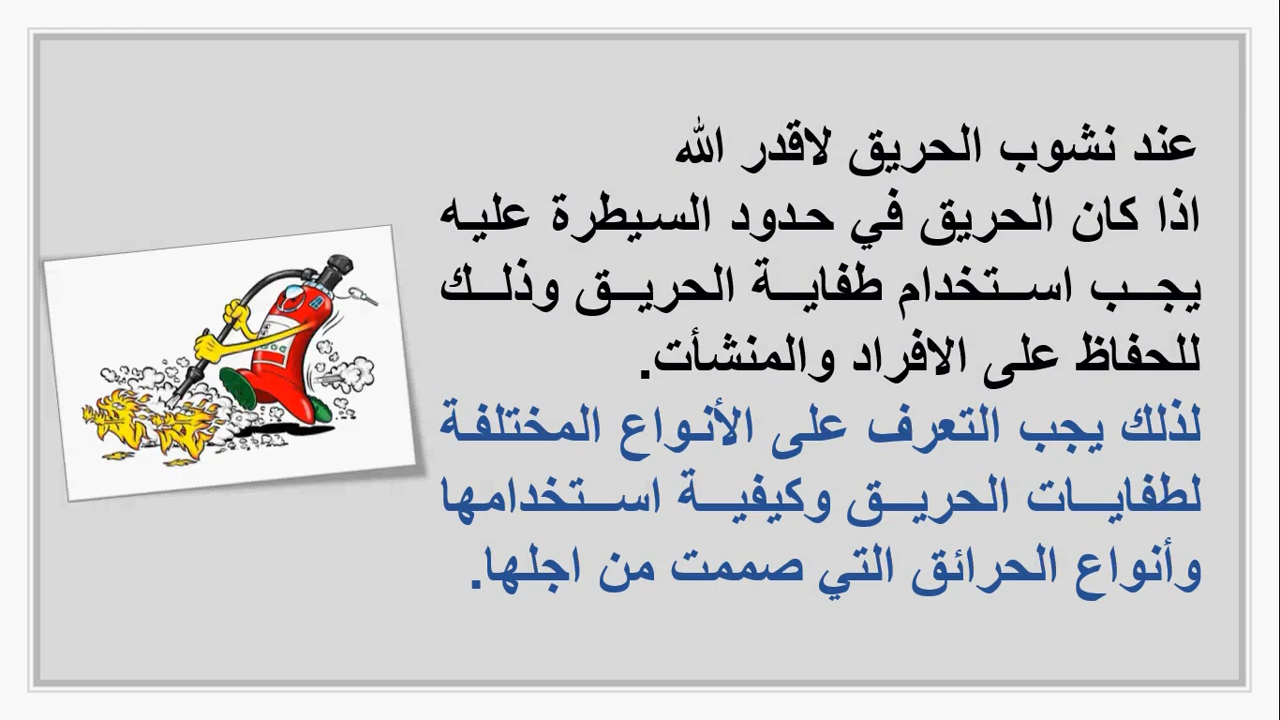 عند نشوب الحريق لاقدر الله
اذا كان الحريق في حدود السيطرة عليه
يجب استخدام طفاية الحريق وذلك
للحفاظ على الافراد والمنشأت.
لذلك يجب التعرف على الأنواع المختلفة
لطفايات الحريق وكيفية استخدامها
وأنواع الحرائق التي صممت من اجلها.